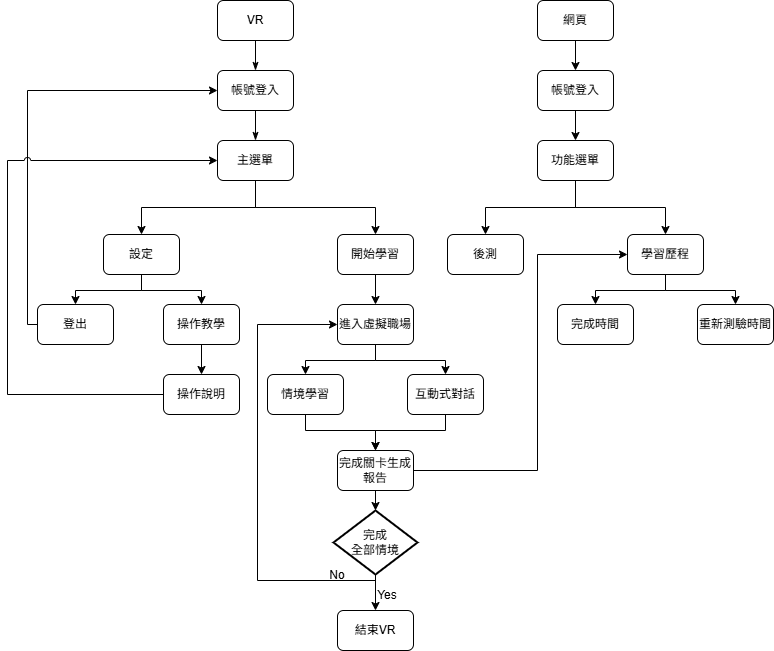 VR
網頁
帳號登入
帳號登入
主選單
功能選單
設定
開始學習
後測
學習歷程
登出
操作教學
進入虛擬職場
完成時間
重新測驗時間
操作說明
情境學習
互動式對話
完成關卡生成
報告
完成
全部情境
No
Yes
結束VR